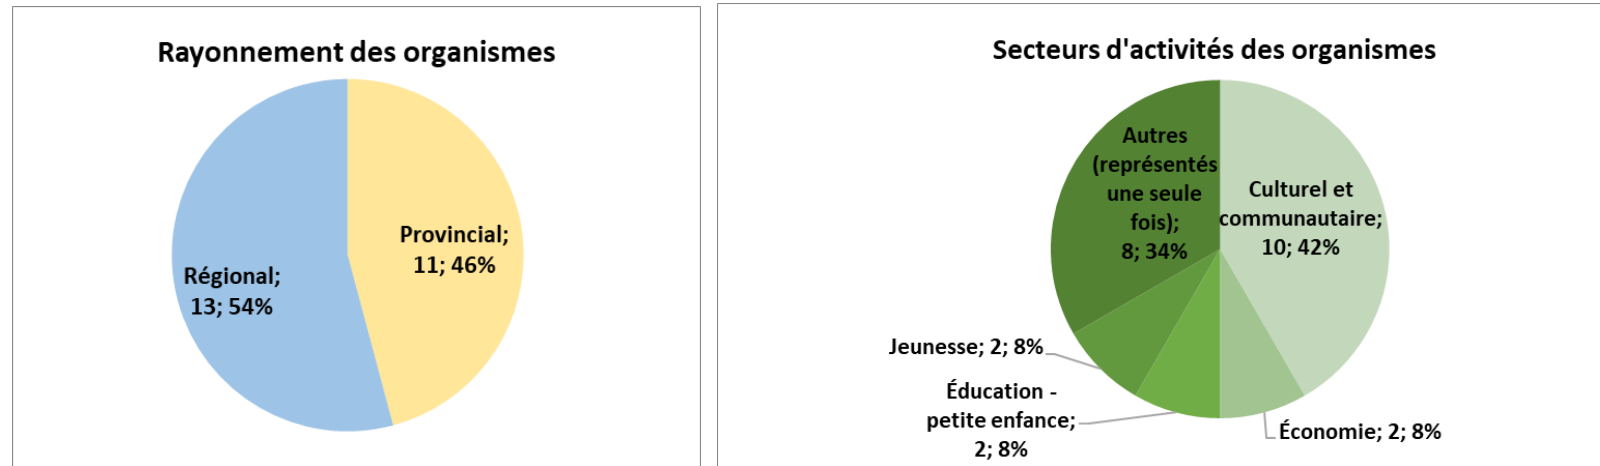 Rayonnement des organismes
Provincial;
11; 46%
Régional;
13; 54%
Secteurs d'activités des organismes
Autres
(représentés
une seule
fois);
8; 34%
Culturel et
communautaire;
10; 42%
Jeunesse; 2; 8%
Éducation -
petite enfance;
2; 8%
Économie; 2; 8%